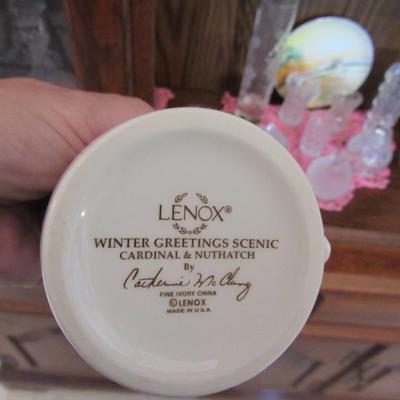 LENOX®
WINTER GREETINGS SCENIC
CARDINAL & NUTHATCH
By
Catherine McClung
FINE IVORY CHINA
© LENOX
MADE IN U.S.A.